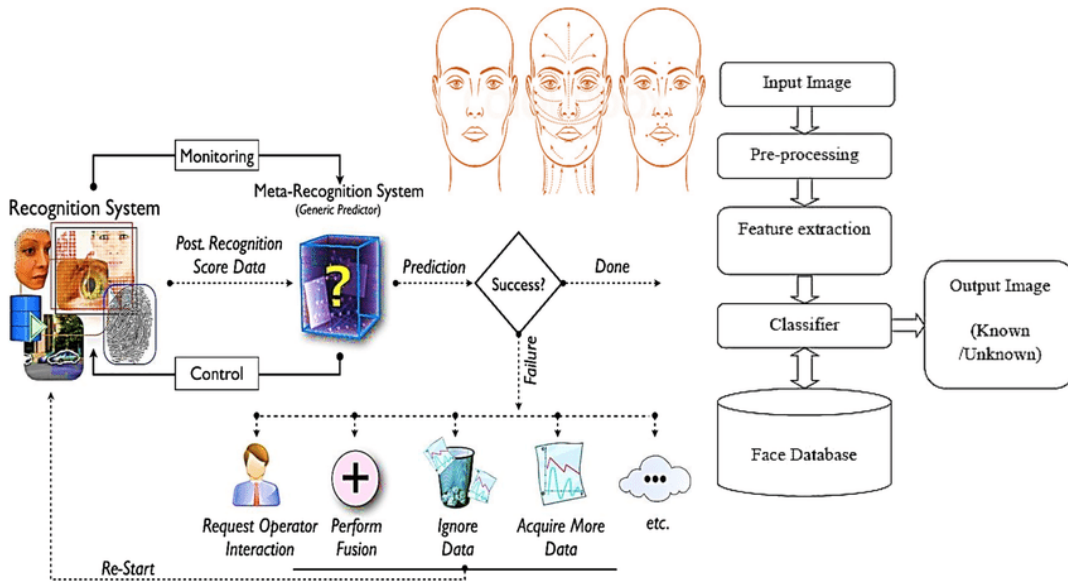 Monitoring
Meta-Recognition System
(Generic Predictor)
Recognition System
Post. Recognition
Score Data
Prediction
Success?
Done
Control
Failure
Request Operator
Interaction
Perform
Fusion
Ignore
Data
Acquire More
Data
etc.
Re-Start
Input Image
Pre-processing
Feature extraction
Classifier
Output Image
(Known
/Unknown)
Face Database